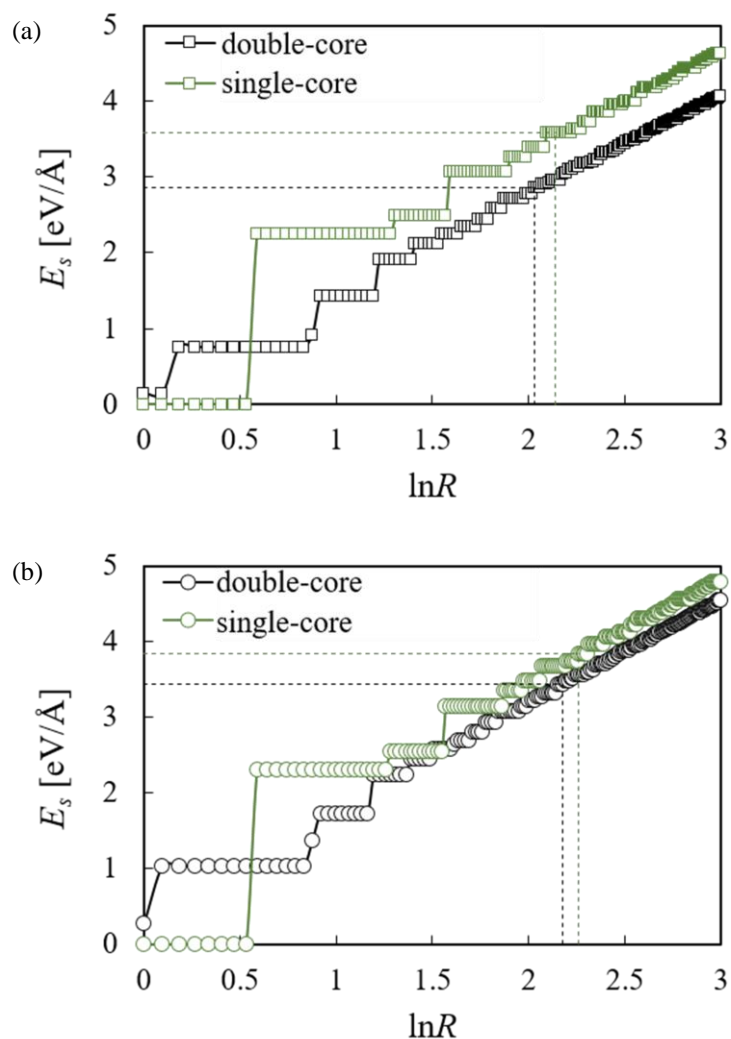 (a)
5
4
3
2
1
0
E_s [eV/Å]
double-core
single-core
0 0.5 1 1.5 2 2.5 3
lnR
(b)
5
4
3
2
1
0
E_s [eV/Å]
double-core
single-core
0 0.5 1 1.5 2 2.5 3
lnR